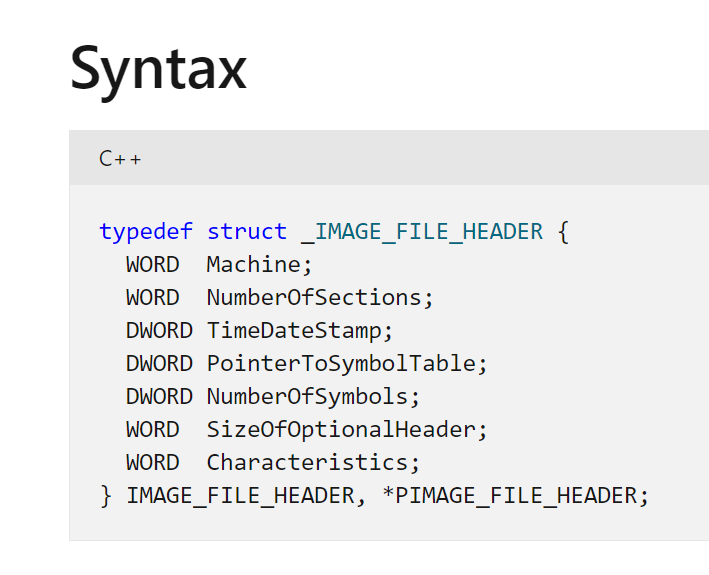 Syntax
C++
typedef struct _IMAGE_FILE_HEADER {
  WORD  Machine;
  WORD  NumberOfSections;
  DWORD TimeDateStamp;
  DWORD PointerToSymbolTable;
  DWORD NumberOfSymbols;
  WORD  SizeOfOptionalHeader;
  WORD  Characteristics;
} IMAGE_FILE_HEADER, *PIMAGE_FILE_HEADER;